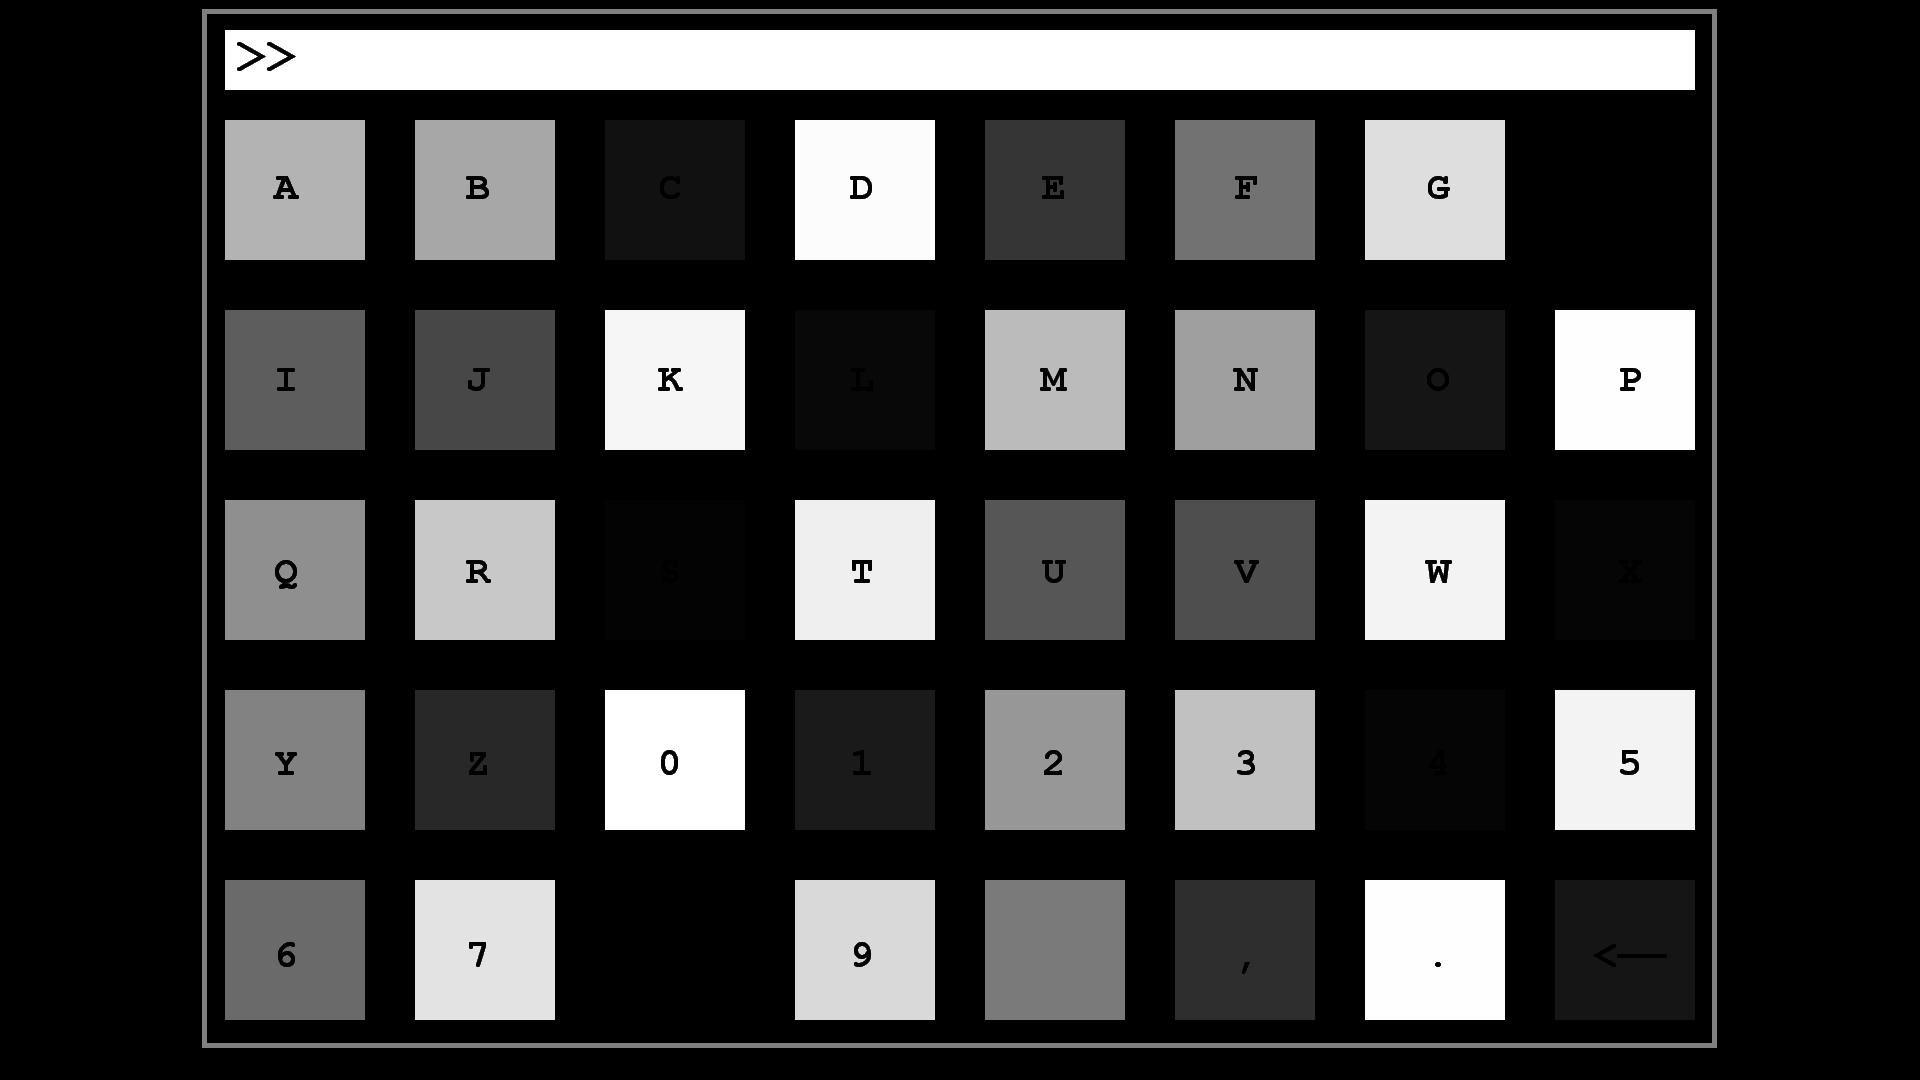 >>
A B C D E F G
I J K L M N O P
Q R S T U V W X
Y Z 0 1 2 3 4 5
6 7 9 , . <—